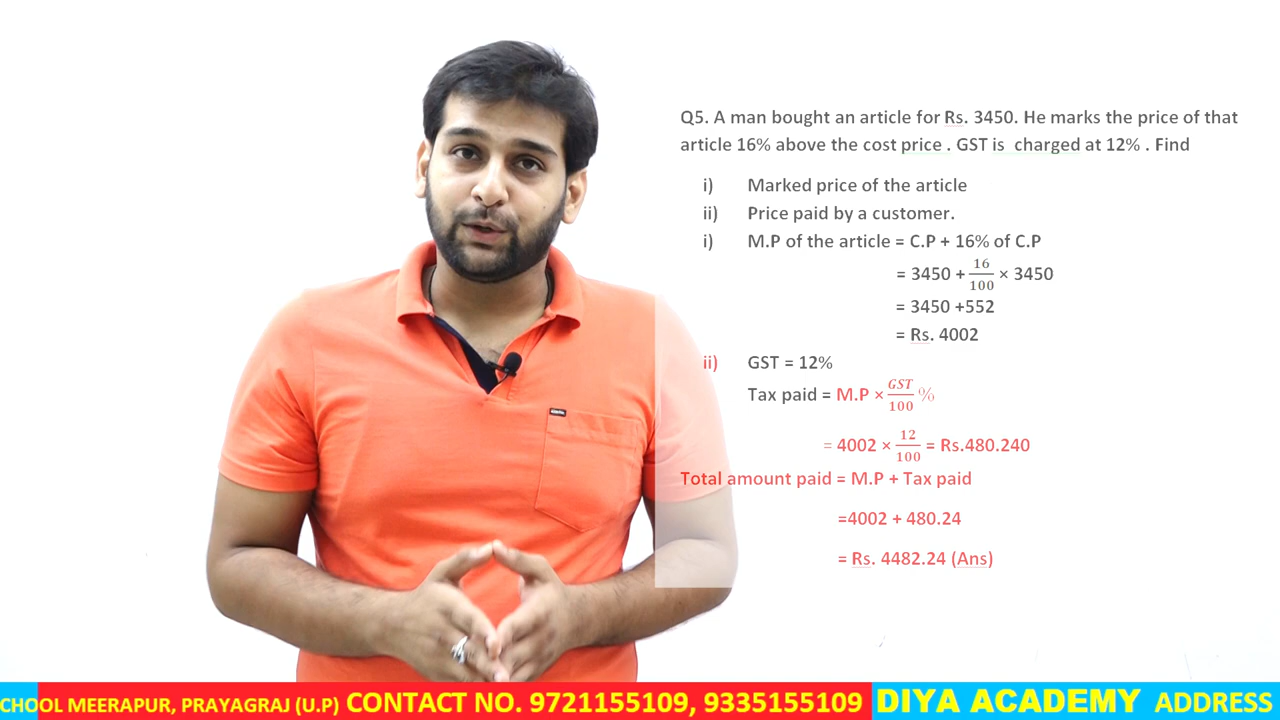 Q5. A man bought an article for Rs. 3450. He marks the price of that
article 16% above the cost price . GST is charged at 12% . Find
i) Marked price of the article
ii) Price paid by a customer.
i) M.P of the article = C.P + 16% of C.P
= 3450 + 16/100 × 3450
= 3450 +552
= Rs. 4002
ii) GST = 12%
Tax paid = M.P × GST/100 %
= 4002 × 12/100 = Rs.480.240
Total amount paid = M.P + Tax paid
=4002 + 480.24
= Rs. 4482.24 (Ans)
CHOOL MEERAPUR, PRAYAGRAJ (U.P) CONTACT NO. 9721155109, 9335155109 DIYA ACADEMY ADDRESS